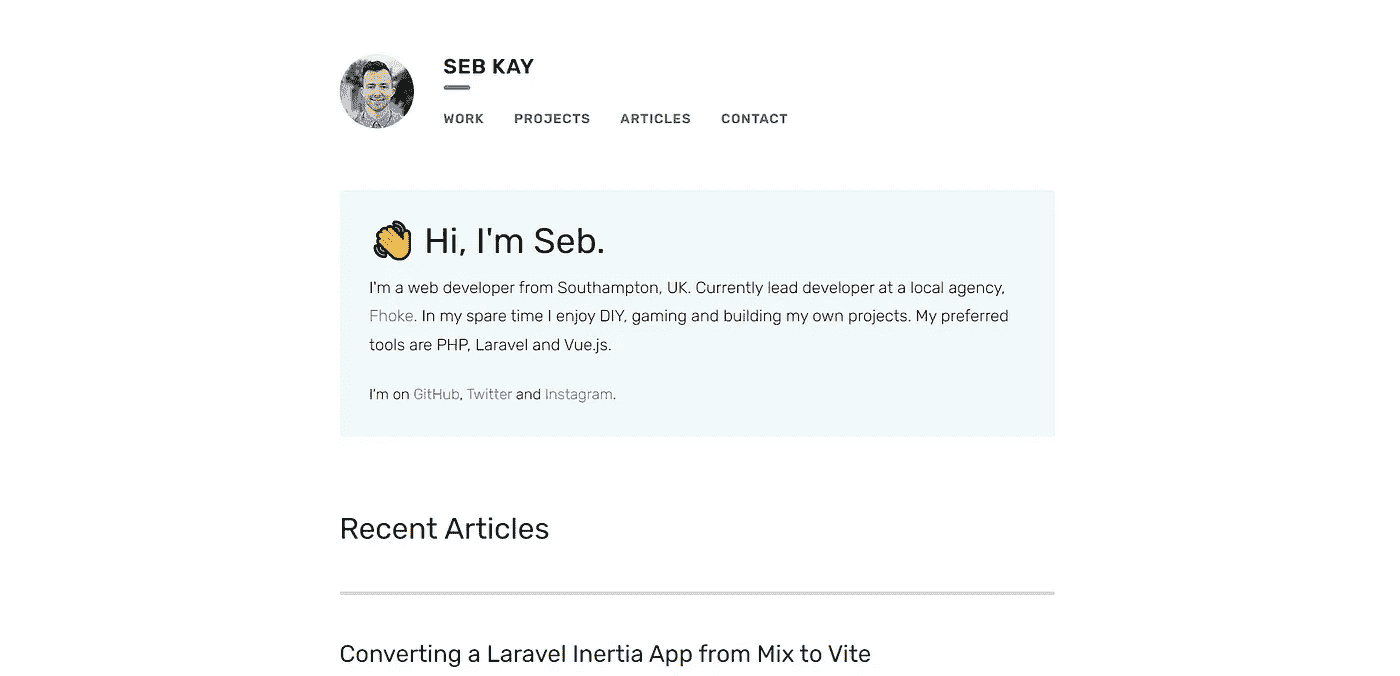 SEB KAY
WORK PROJECTS ARTICLES CONTACT
Hi, I'm Seb.
I'm a web developer from Southampton, UK. Currently lead developer at a local agency,
Fhoke. In my spare time I enjoy DIY, gaming and building my own projects. My preferred
tools are PHP, Laravel and Vue.js.
I'm on GitHub, Twitter and Instagram.
Recent Articles
Converting a Laravel Inertia App from Mix to Vite